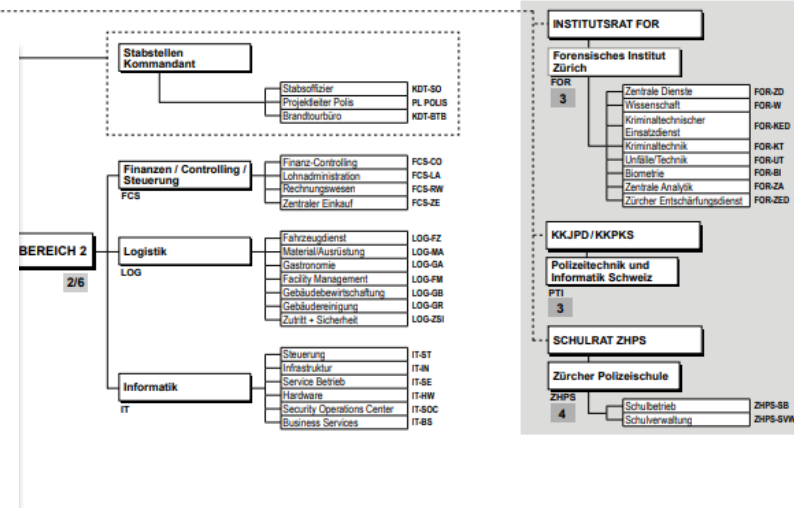 Stabstellen
Kommandant
Stabsoffizier KDT-SO
Projektleiter Polis PL POLIS
Brandtourbüro KDT-BTB
BEREICH 2
2/6
Finanzen / Controlling /
Steuerung
FCS
Finanz-Controlling FCS-CO
Lohnadministration FCS-LA
Rechnungswesen FCS-RW
Zentraler Einkauf FCS-ZE
Logistik
LOG
Fahrzeugdienst LOG-FZ
Material/Ausrüstung LOG-MA
Gastronomie LOG-GA
Facility Management LOG-FM
Gebäudebewirtschaftung LOG-GB
Gebäudereinigung LOG-GR
Zutritt + Sicherheit LOG-ZSI
Informatik
IT
Steuerung IT-ST
Infrastruktur IT-IN
Service Betrieb IT-SE
Hardware IT-HW
Security Operations Center IT-SOC
Business Services IT-BS
INSTITUTSRAT FOR
Forensisches Institut
Zürich
FOR
3
Zentrale Dienste FOR-ZD
Wissenschaft FOR-W
Kriminaltechnischer
Einsatzdienst FOR-KED
Kriminaltechnik FOR-KT
Unfälle/Technik FOR-UT
Biometrie FOR-BI
Zentrale Analytik FOR-ZA
Zürcher Entschärfungsdienst FOR-ZED
KKJPD/KKPKS
Polizeitechnik und
Informatik Schweiz
PTI
3
SCHULRAT ZHPS
Zürcher Polizeischule
ZHPS
4
Schulbetrieb ZHPS-SB
Schulverwaltung ZHPS-SVW